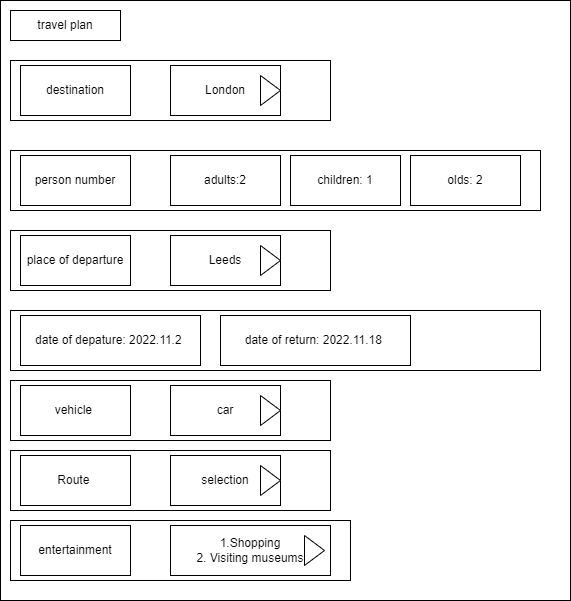 travel plan
destination
London
person number
adults:2
children: 1
olds: 2
place of departure
Leeds
date of depature: 2022.11.2
date of return: 2022.11.18
vehicle
car
Route
selection
entertainment
1.Shopping
2. Visiting museums